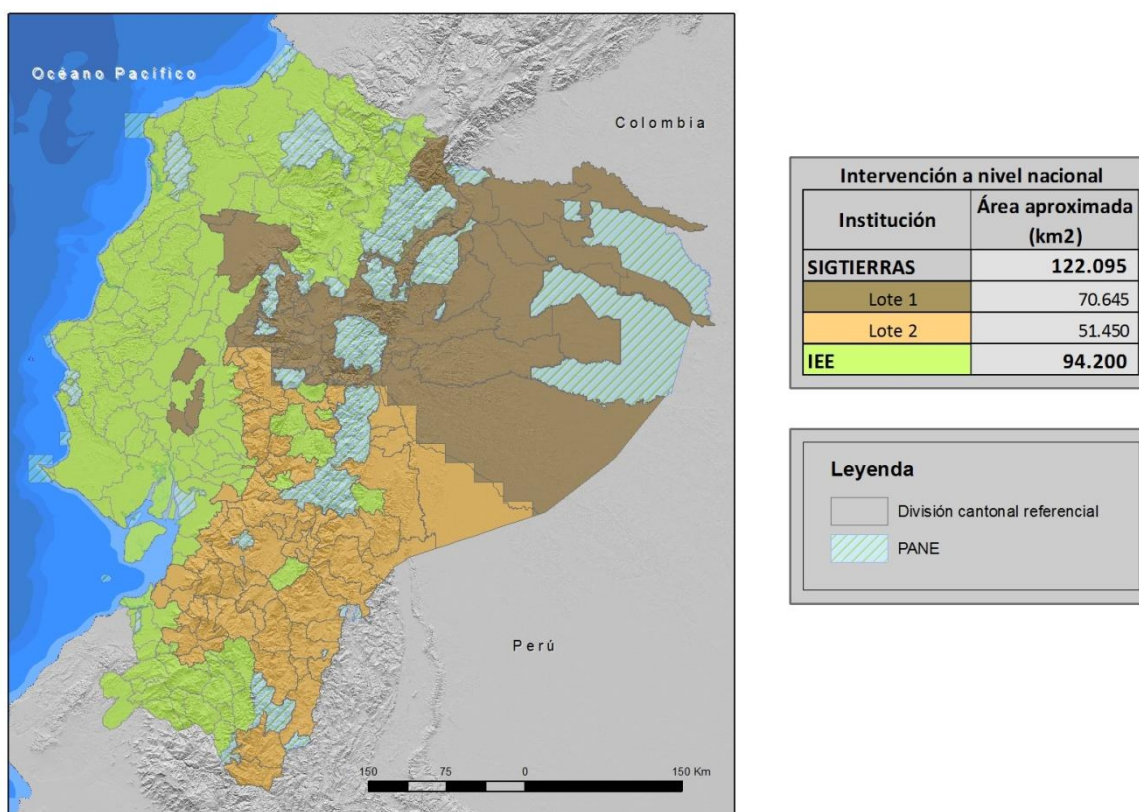 Océano Pacífico
Colombia
Perú
150 75 0 150 Km
Intervención a nivel nacional
Institución Área aproximada
(km2)
SIGTIERRAS 122.095
Lote 1 70.645
Lote 2 51.450
IEE 94.200
Leyenda
División cantonal referencial
PANE